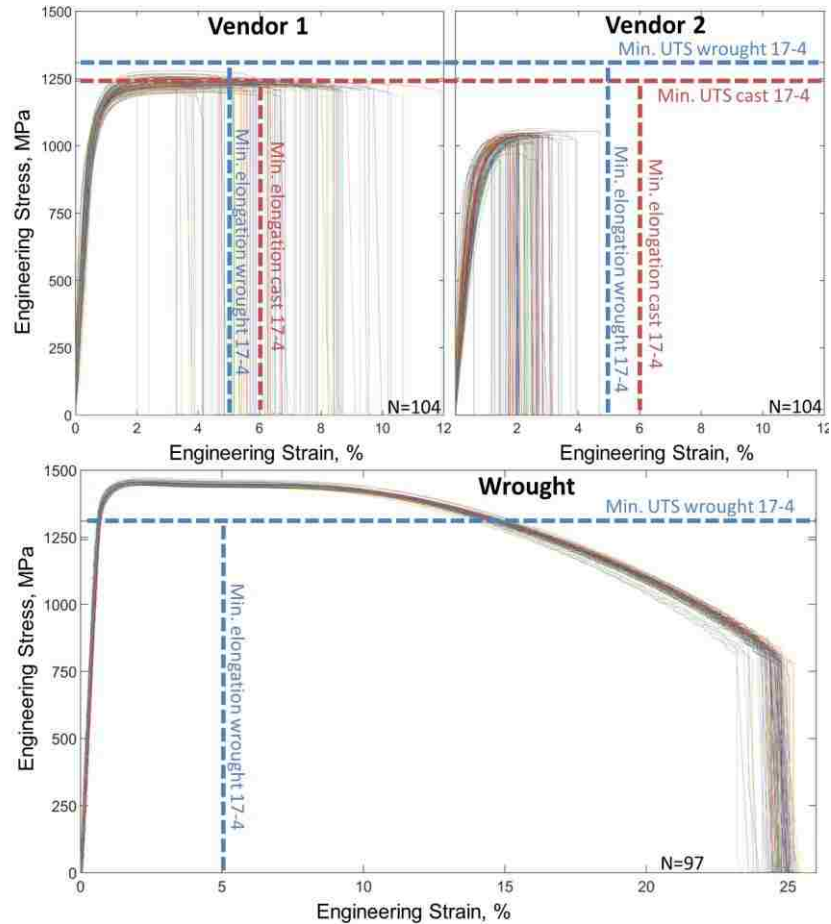 Vendor 1
Vendor 2
1500
1250
1000
750
500
250
0
Engineering Stress, MPa
Min. UTS wrought 17-4
Min. UTS cast 17-4
Min. elongation wrought 17-4
Min. elongation cast 17-4
Min. elongation wrought 17-4
Min. elongation cast 17-4
N=104
N=104
0 2 4 6 8 10 12
2 4 6 8 10 12
Engineering Strain, %
Engineering Strain, %
Wrought
1500
1250
1000
750
500
250
0
Engineering Stress, MPa
Min. UTS wrought 17-4
Min. elongation wrought 17-4
N=97
0 5 10 15 20 25
Engineering Strain, %